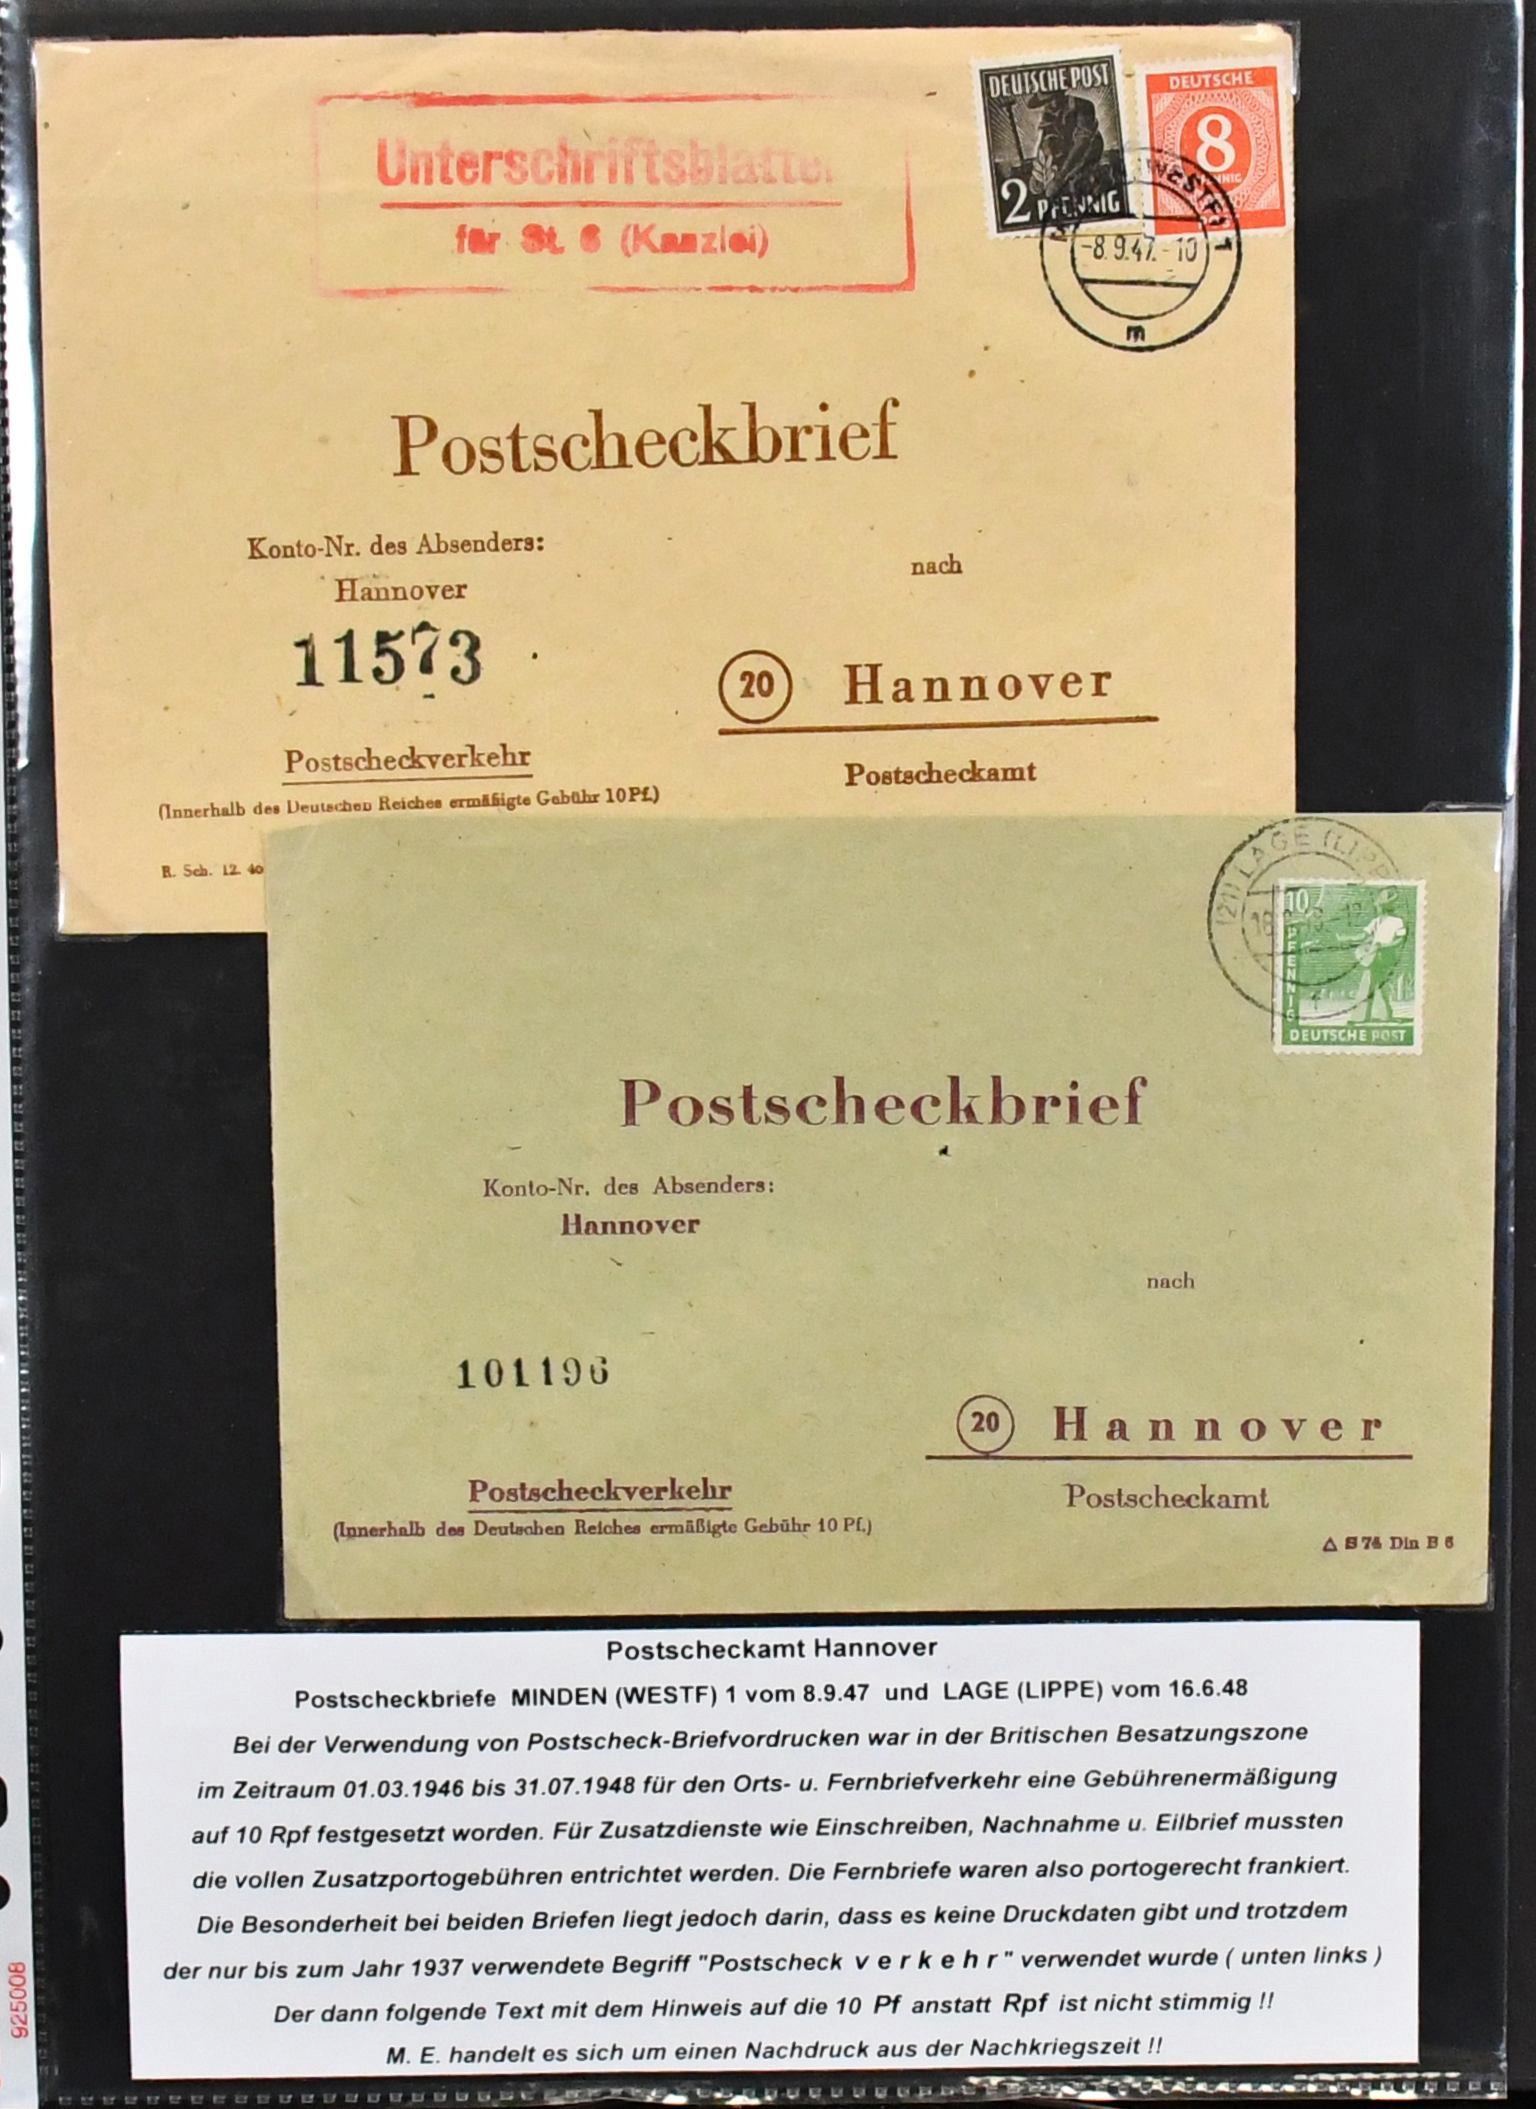 Unterschriftsblätter
für St. 6 (Kanzlei)
DEUTSCHE POST
2 PFENNIG
DEUTSCHE
8
(WESTF) 1
-8.9.47.-10
m
Postscheckbrief
Konto-Nr. des Absenders:
Hannover
11573
nach
20 Hannover
Postscheckamt
Postscheckverkehr
(Innerhalb des Deutschen Reiches ermäßigte Gebühr 10 Pf.)
R. Sch. 12. 40
(21) LAGE (LIPPE)
10
PFENNIG
DEUTSCHE POST
Postscheckbrief
Konto-Nr. des Absenders:
Hannover
nach
101196
20 Hannover
Postscheckamt
Postscheckverkehr
(Innerhalb des Deutschen Reiches ermäßigte Gebühr 10 Pf.)
△ S 74 Din B 6
Postscheckamt Hannover
Postscheckbriefe MINDEN (WESTF) 1 vom 8.9.47 und LAGE (LIPPE) vom 16.6.48
Bei der Verwendung von Postscheck-Briefvordrucken war in der Britischen Besatzungszone
im Zeitraum 01.03.1946 bis 31.07.1948 für den Orts- u. Fernbriefverkehr eine Gebührenermäßigung
auf 10 Rpf festgesetzt worden. Für Zusatzdienste wie Einschreiben, Nachnahme u. Eilbrief mussten
die vollen Zusatzportogebühren entrichtet werden. Die Fernbriefe waren also portogerecht frankiert.
Die Besonderheit bei beiden Briefen liegt jedoch darin, dass es keine Druckdaten gibt und trotzdem
der nur bis zum Jahr 1937 verwendete Begriff "Postscheck v e r k e h r" verwendet wurde ( unten links )
Der dann folgende Text mit dem Hinweis auf die 10 Pf anstatt Rpf ist nicht stimmig !!
M. E. handelt es sich um einen Nachdruck aus der Nachkriegszeit !!
925008